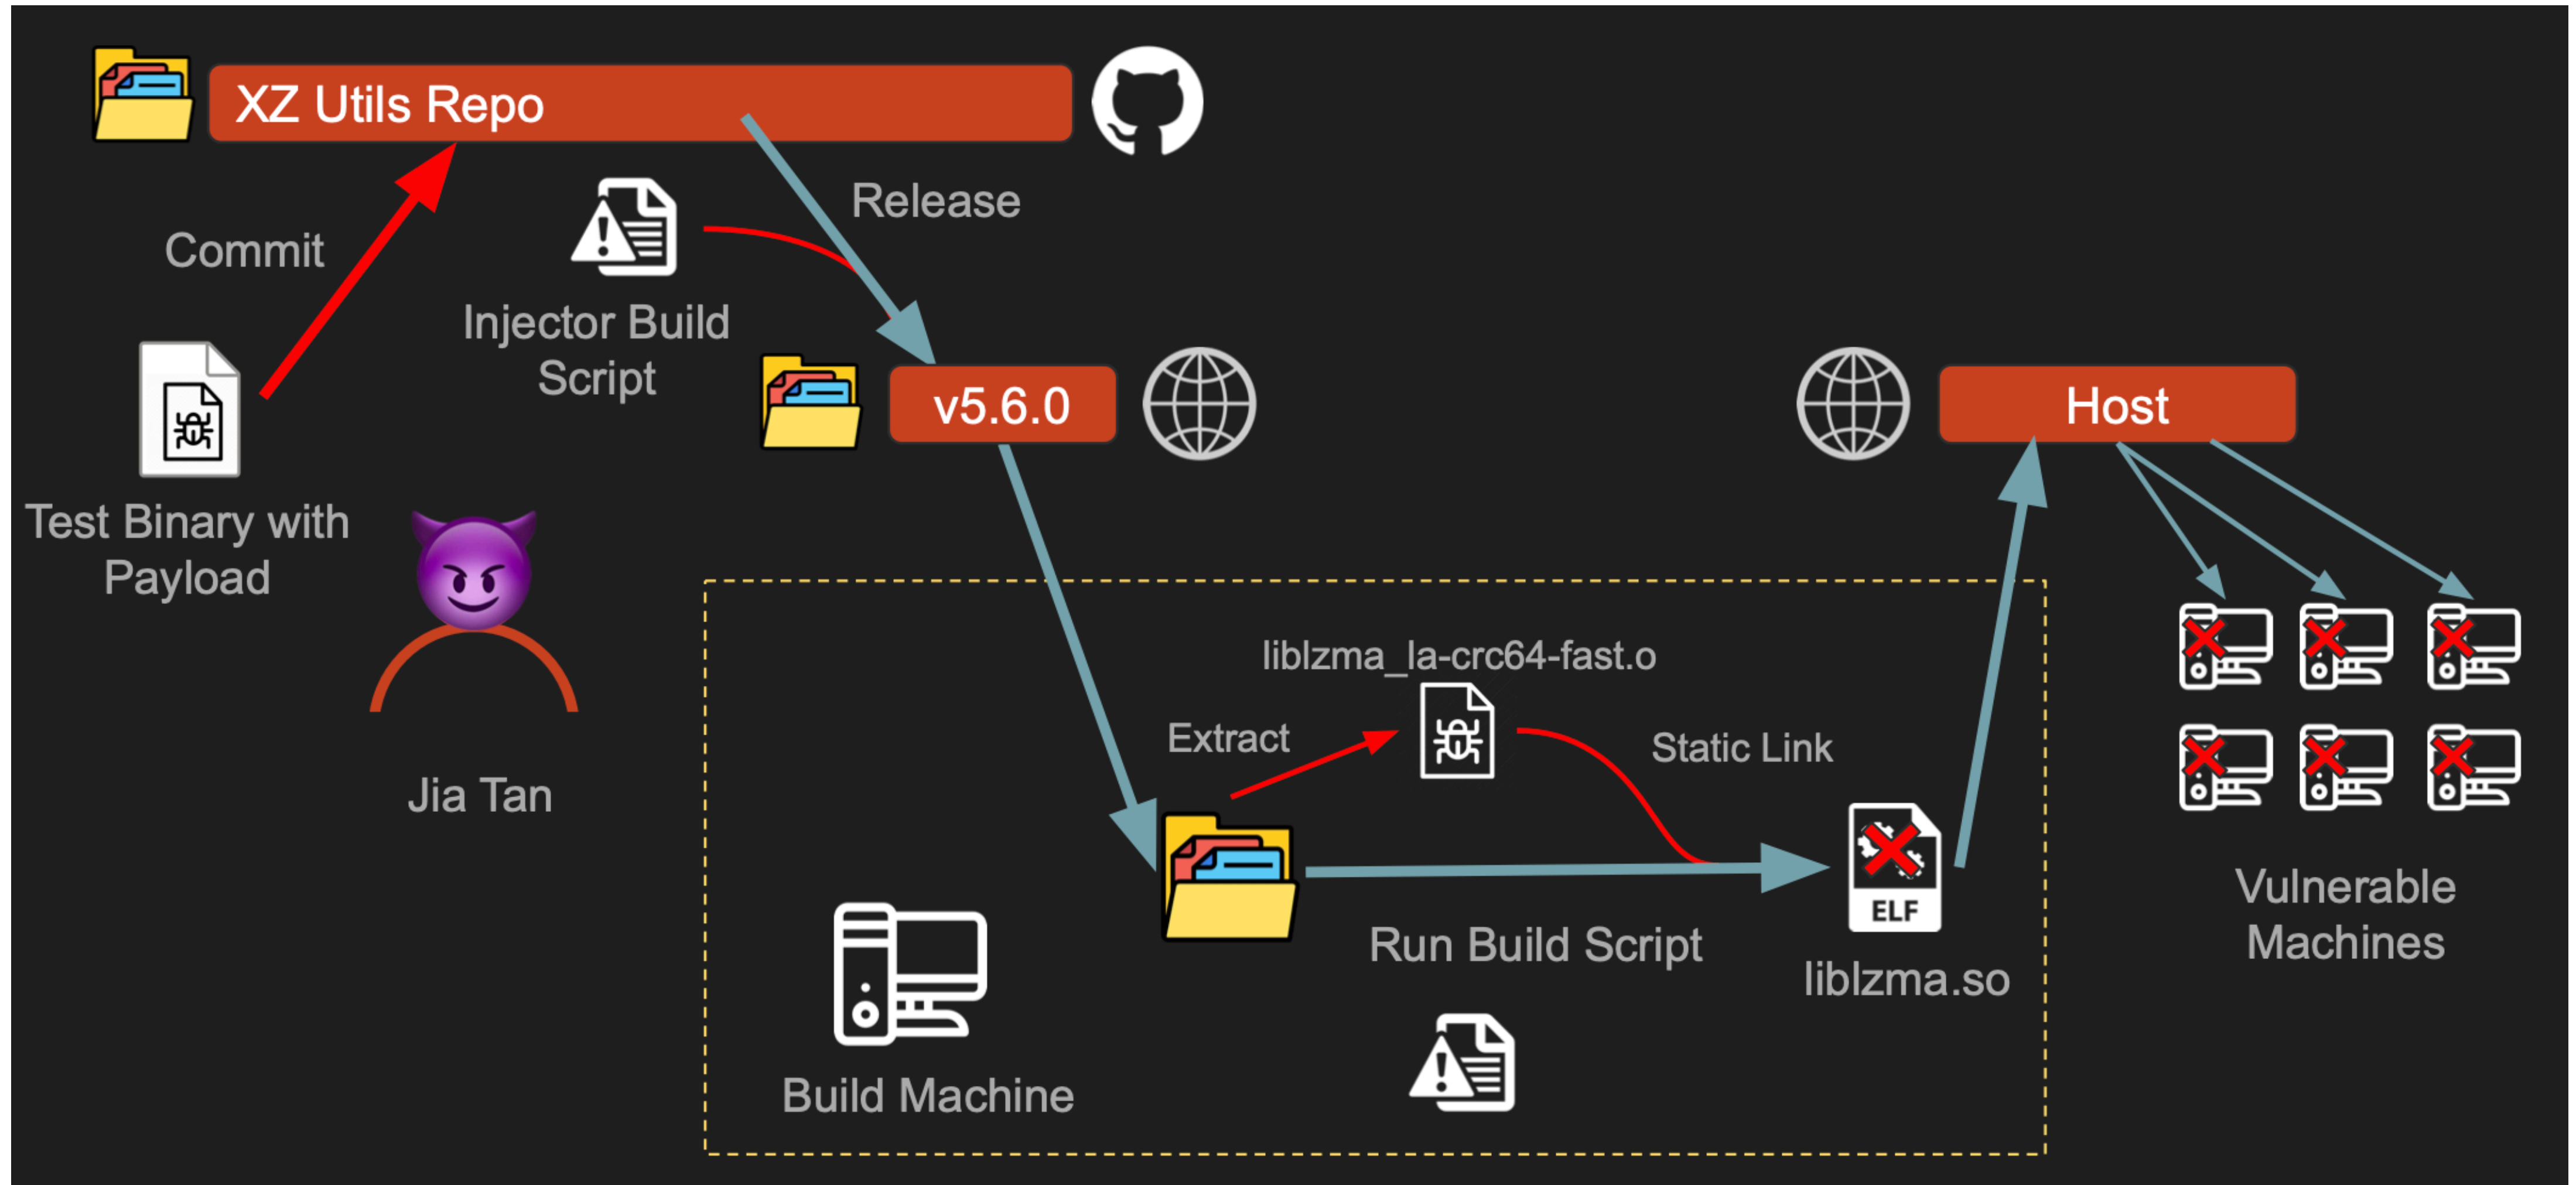 XZ Utils Repo
Release
Commit
Injector Build
Script
v5.6.0
Host
Test Binary with
Payload
liblzma_la-crc64-fast.o
Extract
Static Link
Jia Tan
Vulnerable
Machines
ELF
Run Build Script
liblzma.so
Build Machine